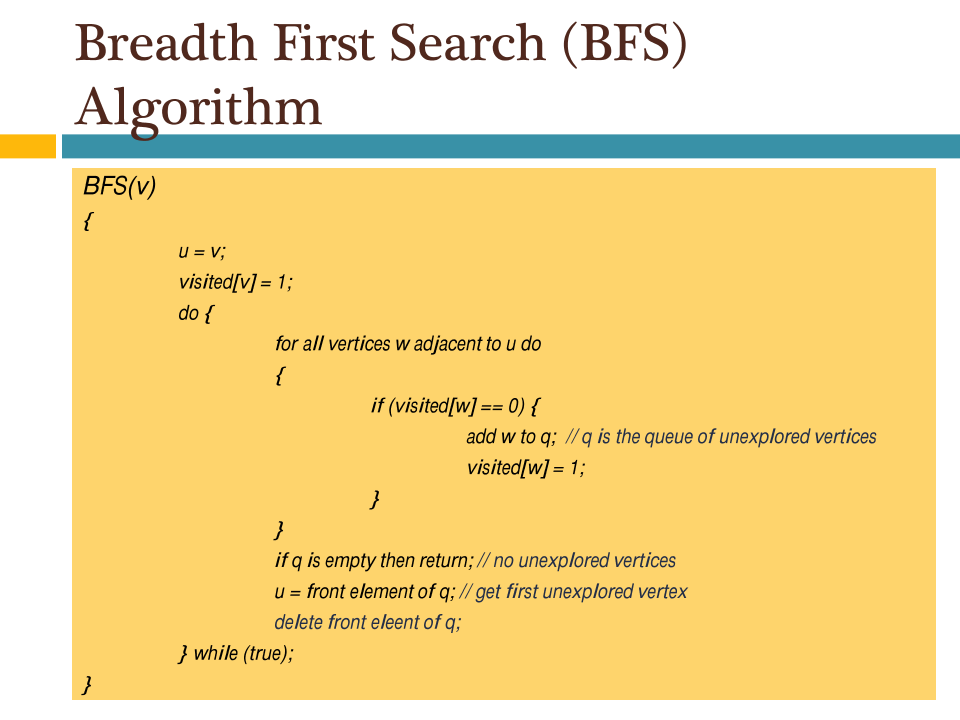 Breadth First Search (BFS)
Algorithm
BFS(v)
{
u = v;
visited[v] = 1;
do {
for all vertices w adjacent to u do
{
if (visited[w] == 0) {
add w to q; // q is the queue of unexplored vertices
visited[w] = 1;
}
}
if q is empty then return; // no unexplored vertices
u = front element of q; // get first unexplored vertex
delete front eleent of q;
} while (true);
}